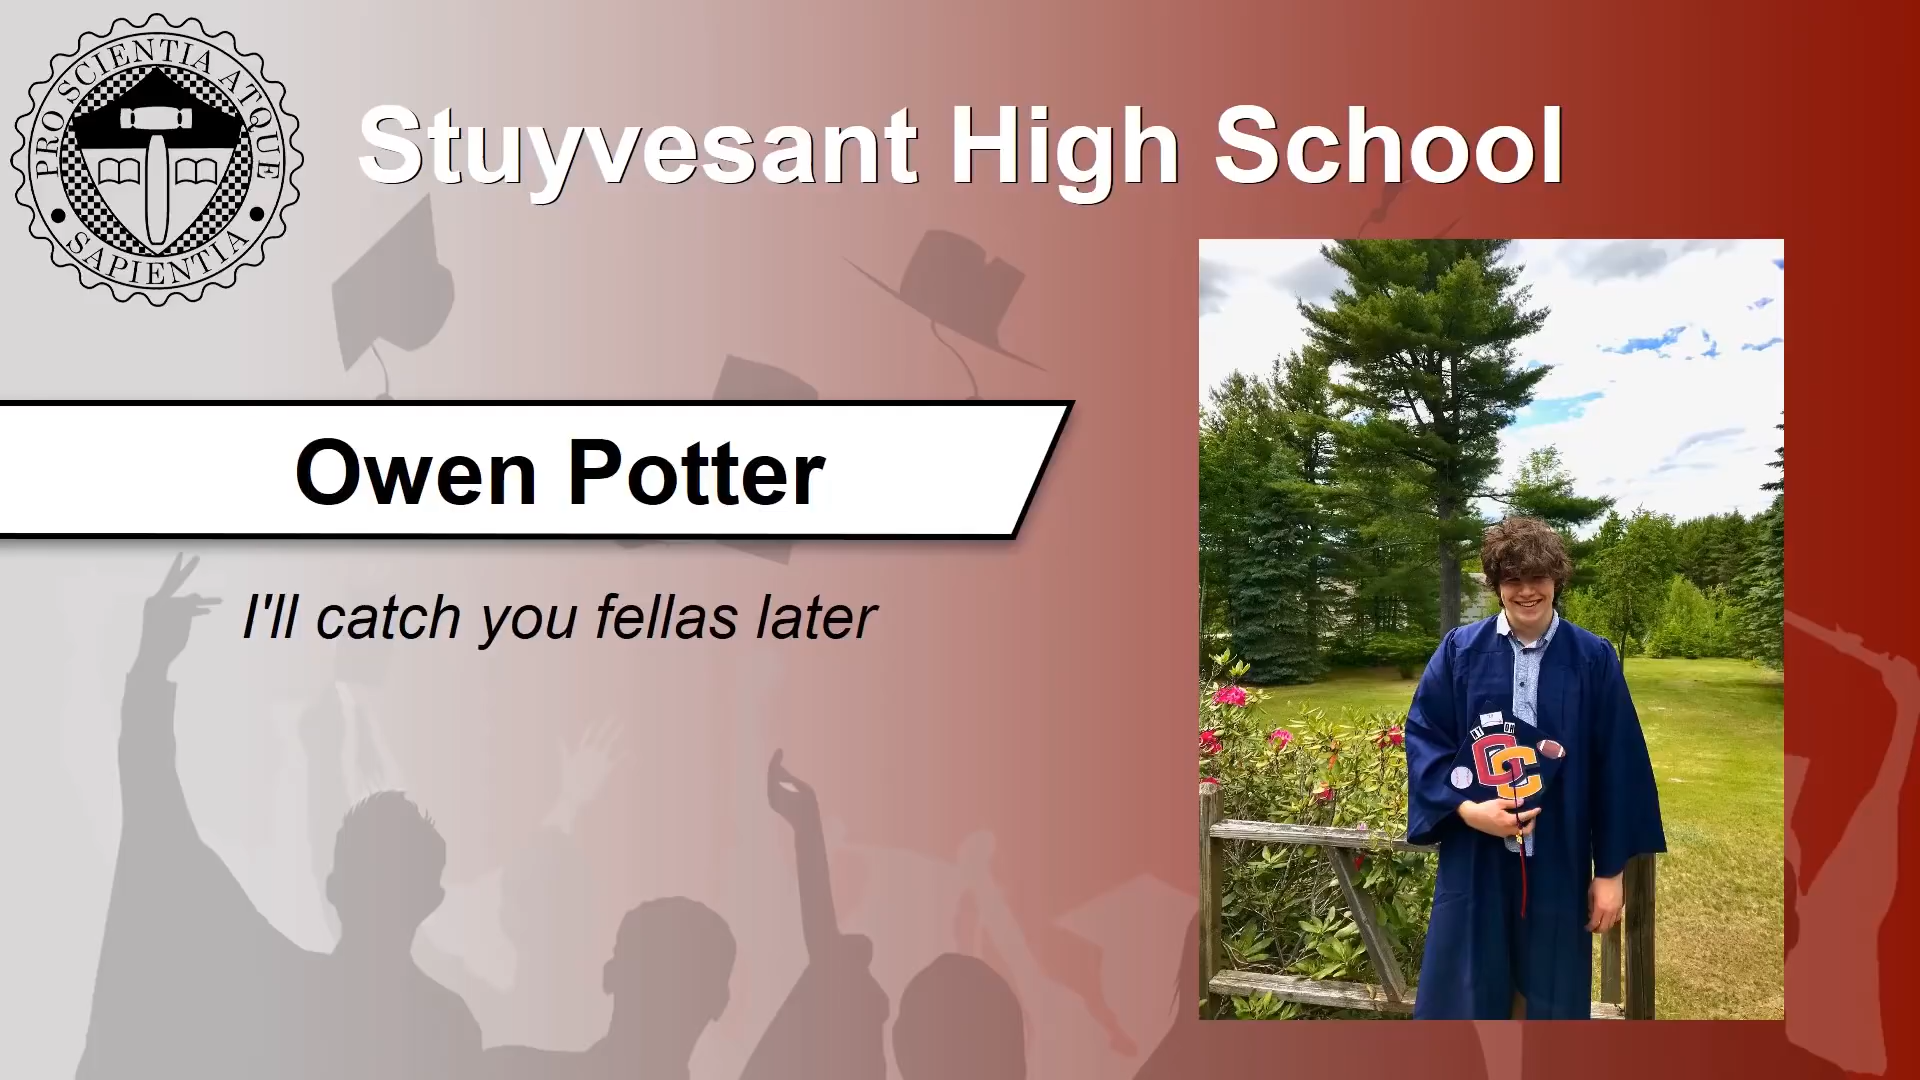 PRO SCIENTIA ATQUE
SAPIENTIA
Stuyvesant High School
Owen Potter
I'll catch you fellas later